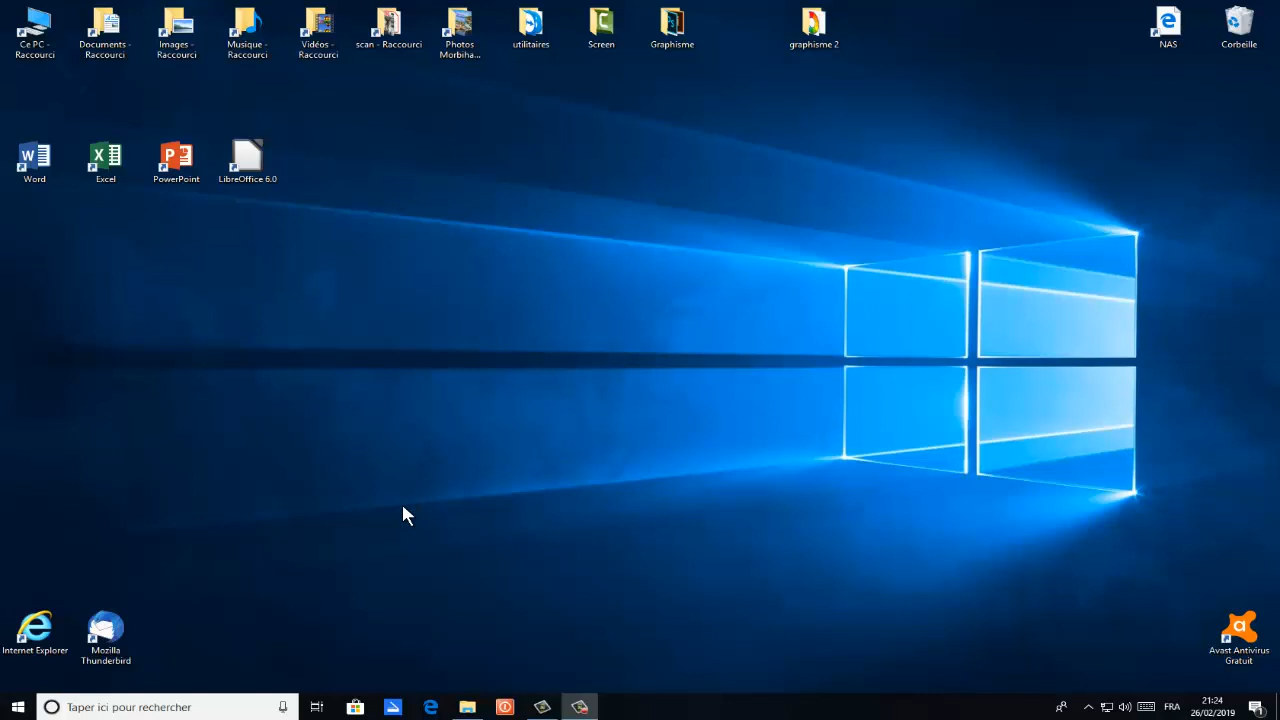 Ce PC -
Raccourci
Documents -
Raccourci
Images -
Raccourci
Musique -
Raccourci
Vidéos -
Raccourci
scan - Raccourci
Photos
Morbiha...
utilitaires
Screen
Graphisme
graphisme 2
NAS
Corbeille
Word
Excel
PowerPoint
LibreOffice 6.0
Internet Explorer
Mozilla
Thunderbird
Avast Antivirus
Gratuit
Taper ici pour rechercher
FRA
21:24
26/02/2019